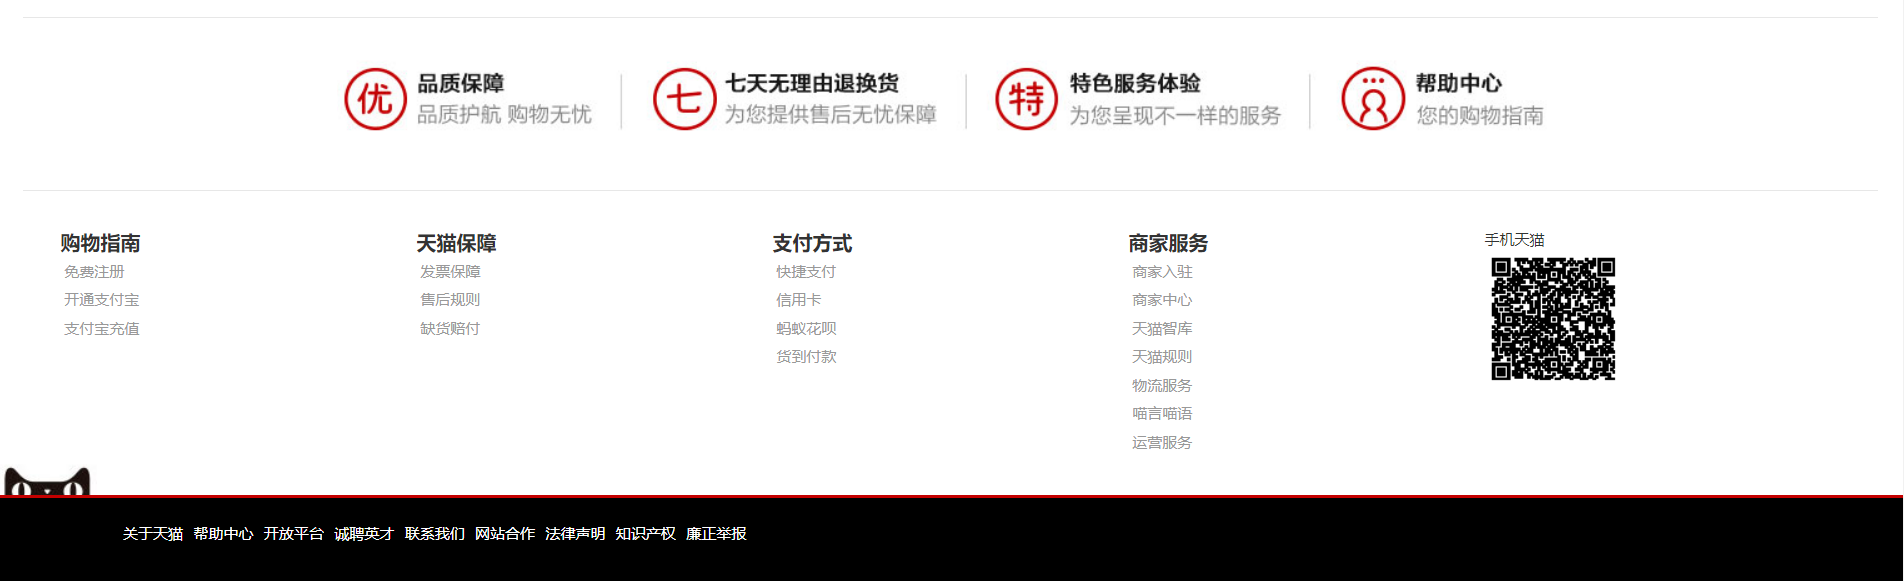 优 品质保障
品质护航 购物无忧
七 七天无理由退换货
为您提供售后无忧保障
特 特色服务体验
为您呈现不一样的服务
帮助中心
您的购物指南
购物指南
免费注册
开通支付宝
支付宝充值
天猫保障
发票保障
售后规则
缺货赔付
支付方式
快捷支付
信用卡
蚂蚁花呗
货到付款
商家服务
商家入驻
商家中心
天猫智库
天猫规则
物流服务
喵言喵语
运营服务
手机天猫
关于天猫 帮助中心 开放平台 诚聘英才 联系我们 网站合作 法律声明 知识产权 廉正举报